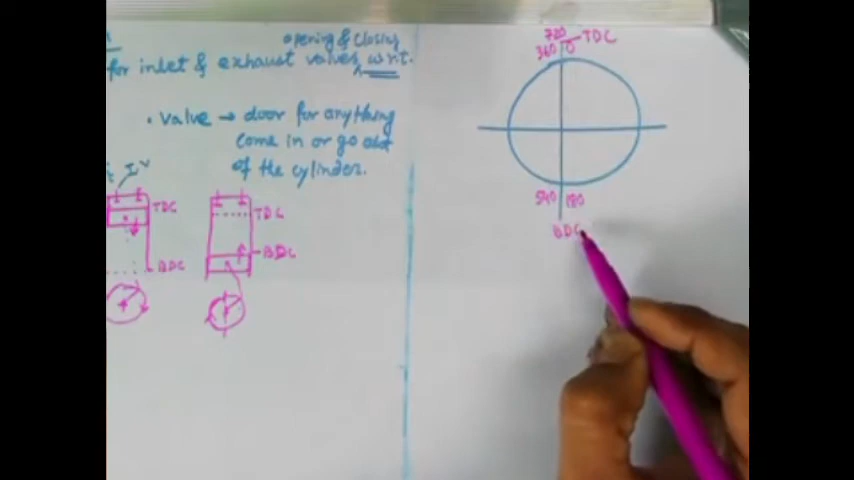 opening & closing
for inlet & exhaust valves w.r.t.
. valve → door for anything
come in or go out
of the cylinder.
I V
TDC
BDC
TDC
BDC
720
360 0 TDC
540 180
BDC